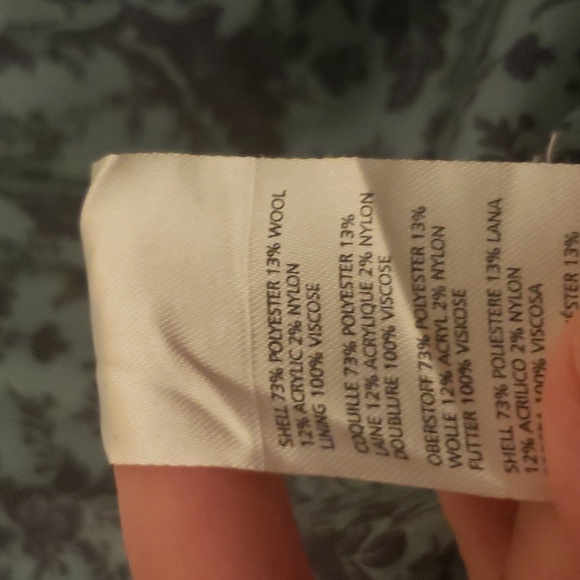 SHELL 73% POLYESTER 13% WOOL
12% ACRYLIC 2% NYLON
LINING 100% VISCOSE
COQUILLE 73% POLYESTER 13%
LAINE 12% ACRYLIQUE 2% NYLON
DOUBLURE 100% VISCOSE
OBERSTOFF 73% POLYESTER 13%
WOLLE 12% ACRYL 2% NYLON
FUTTER 100% VISKOSE
SHELL 73% POLIESTERE 13% LANA
12% ACRILICO 2% NYLON
100% VISCOSA
13%